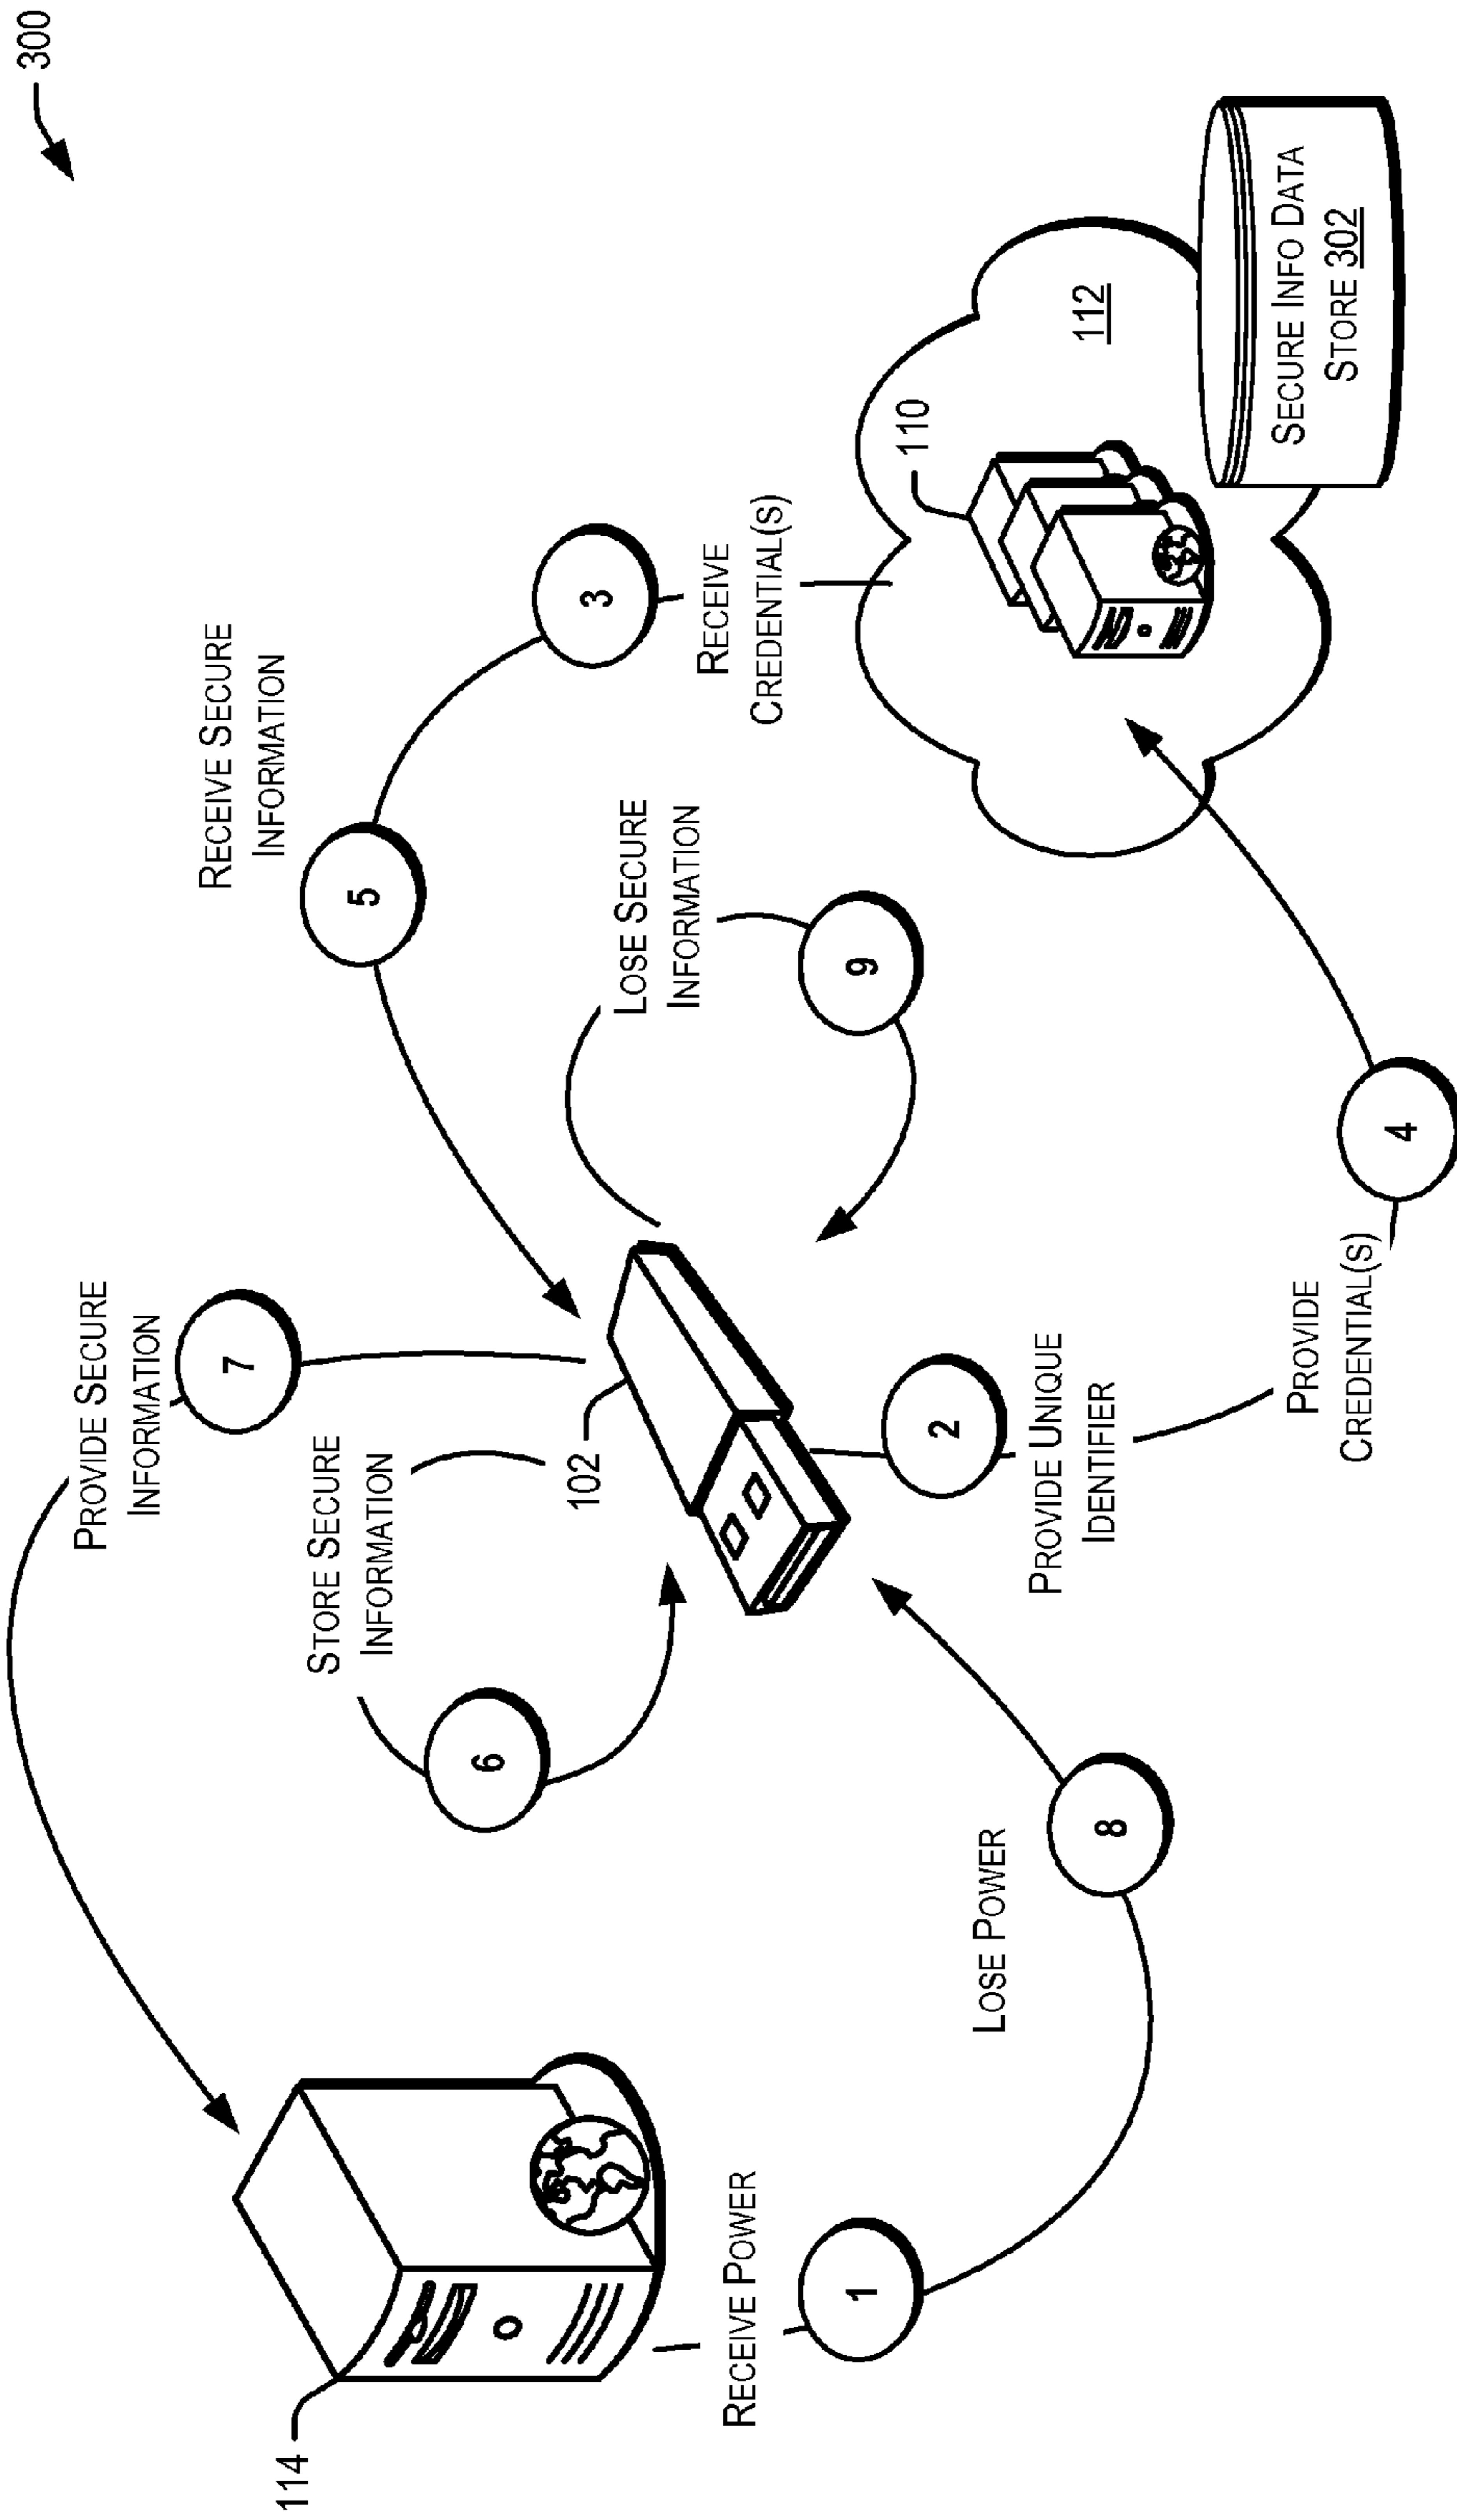 300
114
PROVIDE SECURE
INFORMATION
7
RECEIVE SECURE
INFORMATION
5
STORE SECURE
INFORMATION
6
102
3
RECEIVE
CREDENTIAL(S)
LOSE SECURE
INFORMATION
9
RECEIVE POWER
1
LOSE POWER
8
2
PROVIDE UNIQUE
IDENTIFIER
110
112
SECURE INFO DATA
STORE 302
PROVIDE
CREDENTIAL(S)
4